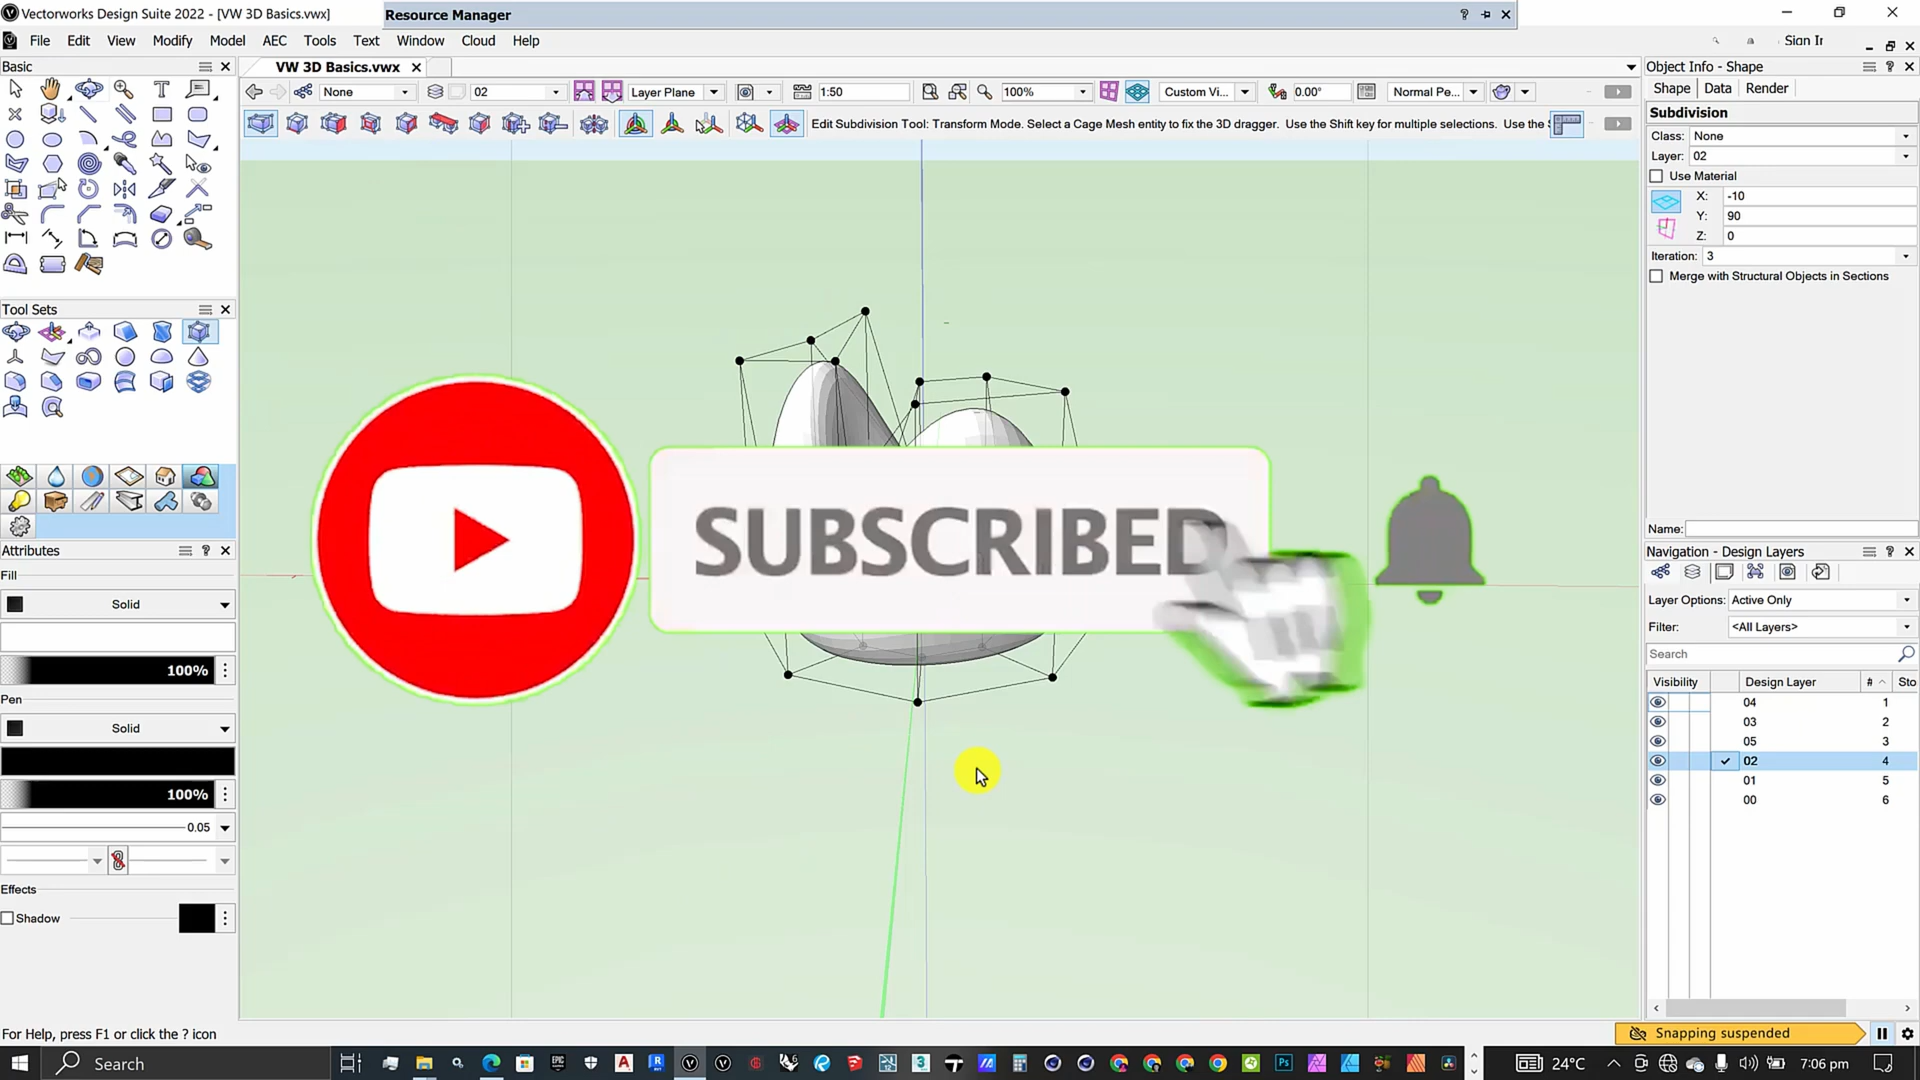 Vectorworks Design Suite 2022 - [VW 3D Basics.vwx]
Resource Manager
File Edit View Modify Model AEC Tools Text Window Cloud Help
Sign In
Basic
VW 3D Basics.vwx
None
02
Layer Plane
1:50
100%
Custom Vi...
0.00°
Normal Pe...
Edit Subdivision Tool: Transform Mode. Select a Cage Mesh entity to fix the 3D dragger. Use the Shift key for multiple selections. Use the
Tool Sets
Attributes
Fill
Solid
100%
Pen
Solid
100%
0.05
Effects
Shadow
SUBSCRIBED
Object Info - Shape
Shape Data Render
Subdivision
Class: None
Layer: 02
Use Material
X: -10
Y: 90
Z: 0
Iteration: 3
Merge with Structural Objects in Sections
Name:
Navigation - Design Layers
Layer Options: Active Only
Filter: <All Layers>
Search
Visibility Design Layer # Sto
04 1
03 2
05 3
02 4
01 5
00 6
For Help, press F1 or click the ? icon
Snapping suspended
Search
24°C
7:06 pm